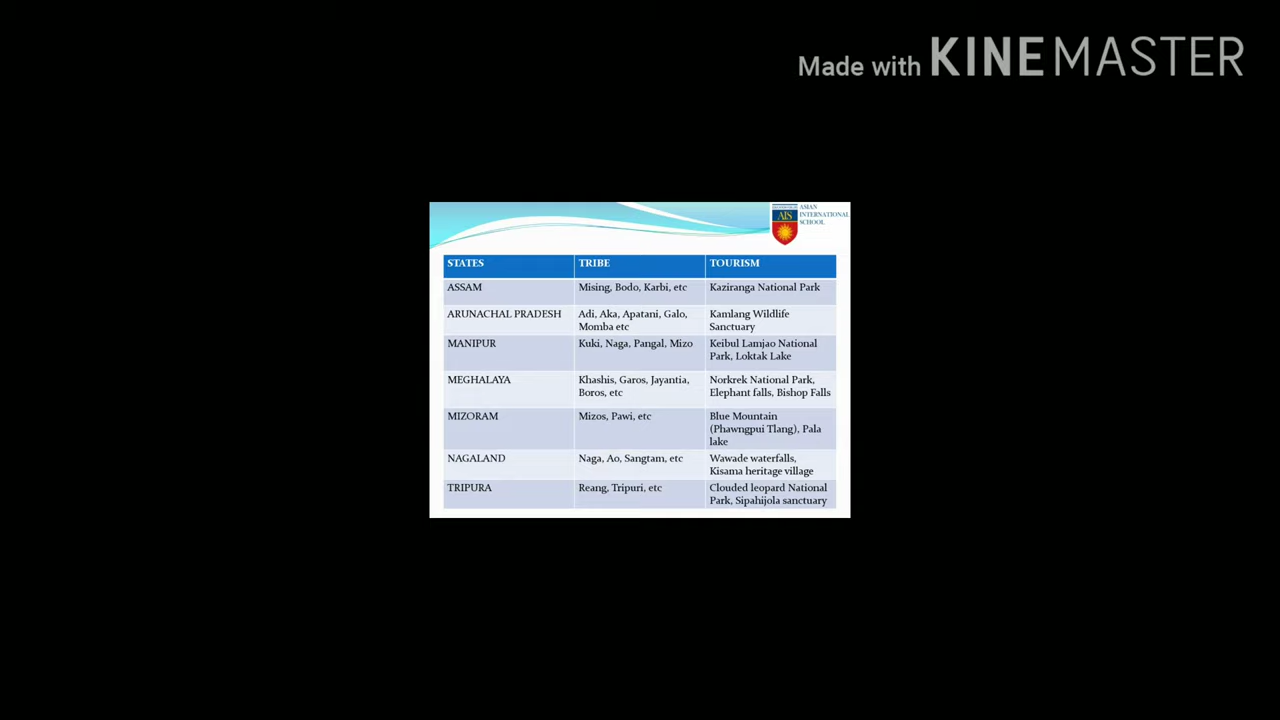 Made with KINEMASTER
AIS
ASIAN
INTERNATIONAL
SCHOOL
STATES TRIBE TOURISM
ASSAM Mising, Bodo, Karbi, etc Kaziranga National Park
ARUNACHAL PRADESH Adi, Aka, Apatani, Galo, Kamlang Wildlife
Momba etc Sanctuary
MANIPUR Kuki, Naga, Pangal, Mizo Keibul Lamjao National
Park, Loktak Lake
MEGHALAYA Khashis, Garos, Jayantia, Norkrek National Park,
Boros, etc Elephant falls, Bishop Falls
MIZORAM Mizos, Pawi, etc Blue Mountain
(Phawngpui Tlang), Pala
lake
NAGALAND Naga, Ao, Sangtam, etc Wawade waterfalls,
Kisama heritage village
TRIPURA Reang, Tripuri, etc Clouded leopard National
Park, Sipahijola sanctuary